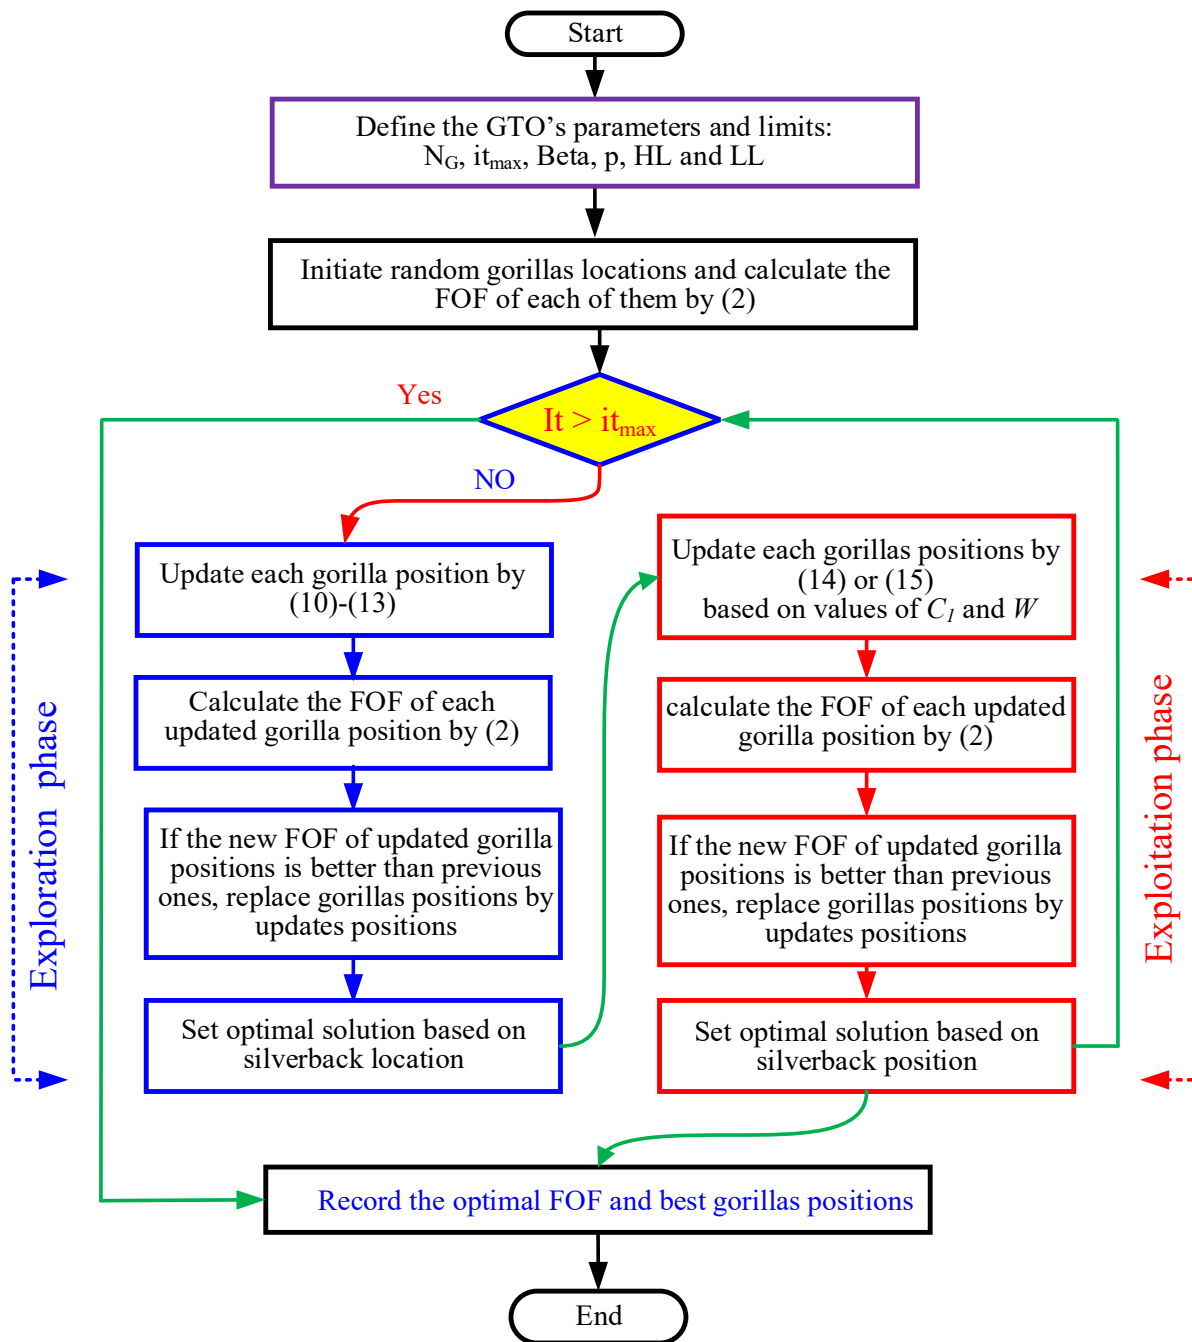 Start
Define the GTO’s parameters and limits:
N_G, it_max, Beta, p, HL and LL
Initiate random gorillas locations and calculate the
FOF of each of them by (2)
Yes
It > it_max
NO
Exploration phase
Update each gorilla position by
(10)-(13)
Calculate the FOF of each
updated gorilla position by (2)
If the new FOF of updated gorilla
positions is better than previous
ones, replace gorillas positions by
updates positions
Set optimal solution based on
silverback location
Update each gorillas positions by
(14) or (15)
based on values of C_1 and W
calculate the FOF of each updated
gorilla position by (2)
If the new FOF of updated gorilla
positions is better than previous
ones, replace gorillas positions by
updates positions
Set optimal solution based on
silverback position
Exploitation phase
Record the optimal FOF and best gorillas positions
End